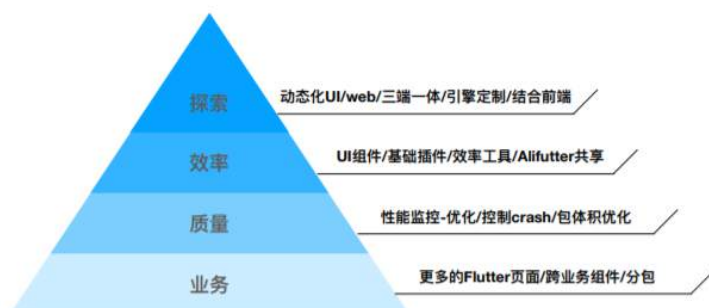 探索
动态化UI/web/三端一体/引擎定制/结合前端
效率
UI组件/基础插件/效率工具/Alifutter共享
质量
性能监控-优化/控制crash/包体积优化
业务
更多的Flutter页面/跨业务组件/分包